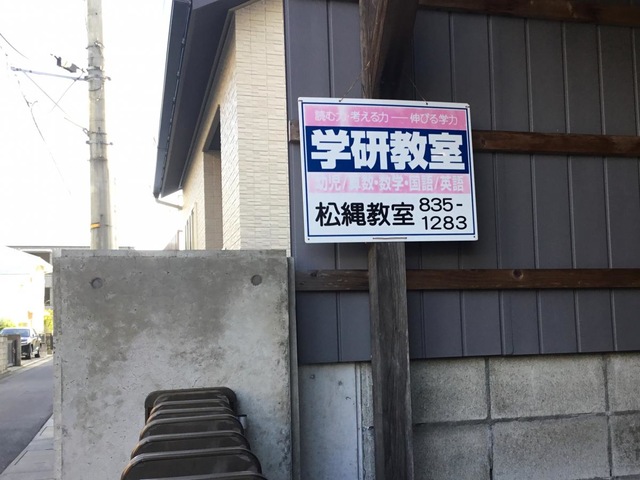 読む力・考える力——伸びる学力
学研教室
幼児/算数・数学・国語/英語
松縄教室 835-
1283